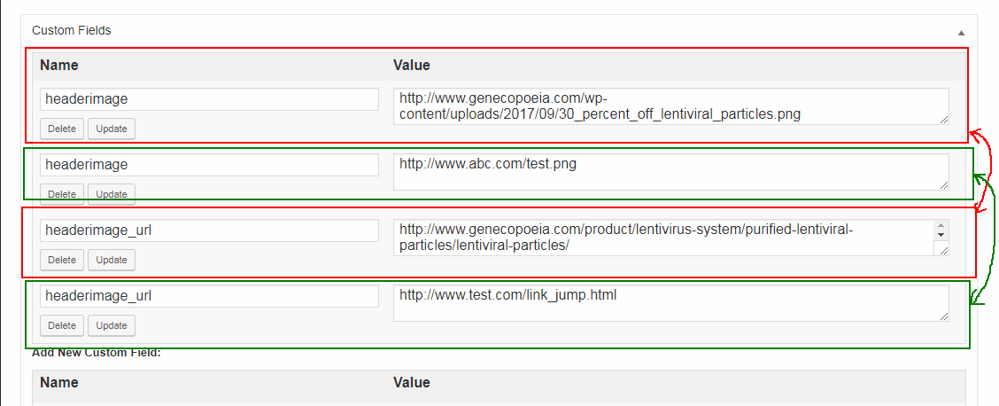 Custom Fields
Name Value
headerimage http://www.genecopoeia.com/wp-
content/uploads/2017/09/30_percent_off_lentiviral_particles.png
Delete Update
headerimage http://www.abc.com/test.png
Delete Update
headerimage_url http://www.genecopoeia.com/product/lentivirus-system/purified-lentiviral-
particles/lentiviral-particles/
Delete Update
headerimage_url http://www.test.com/link_jump.html
Delete Update
Add New Custom Field:
Name Value